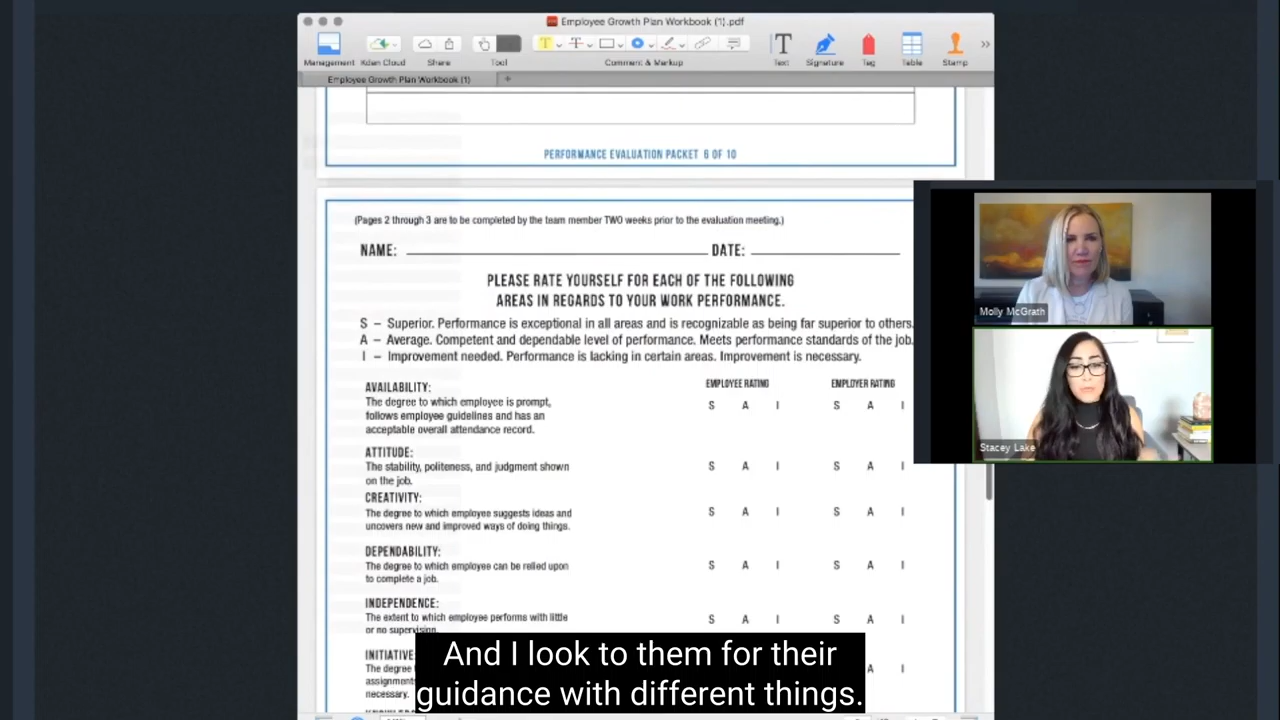 Employee Growth Plan Workbook (1).pdf
Management
Kdan Cloud
Share
Tool
Comment & Markup
Text
Signature
Tag
Table
Stamp
Employee Growth Plan Workbook (1)
PERFORMANCE EVALUATION PACKET 6 OF 10
(Pages 2 through 3 are to be completed by the team member TWO weeks prior to the evaluation meeting.)
NAME: DATE:
PLEASE RATE YOURSELF FOR EACH OF THE FOLLOWING
AREAS IN REGARDS TO YOUR WORK PERFORMANCE.
S – Superior. Performance is exceptional in all areas and is recognizable as being far superior to others.
A – Average. Competent and dependable level of performance. Meets performance standards of the job.
I – Improvement needed. Performance is lacking in certain areas. Improvement is necessary.
EMPLOYEE RATING EMPLOYER RATING
AVAILABILITY:
The degree to which employee is prompt, S A I S A I
follows employee guidelines and has an
acceptable overall attendance record.
ATTITUDE:
The stability, politeness, and judgment shown S A I S A I
on the job.
CREATIVITY:
The degree to which employee suggests ideas and S A I S A I
uncovers new and improved ways of doing things.
DEPENDABILITY:
The degree to which employee can be relied upon S A I S A I
to complete a job.
INDEPENDENCE:
The extent to which employee performs with little S A I S A I
or no supervision.
INITIATIVE:
The degree A I
assignments
necessary.
Molly McGrath
Stacey Lake
And I look to them for their
guidance with different things.